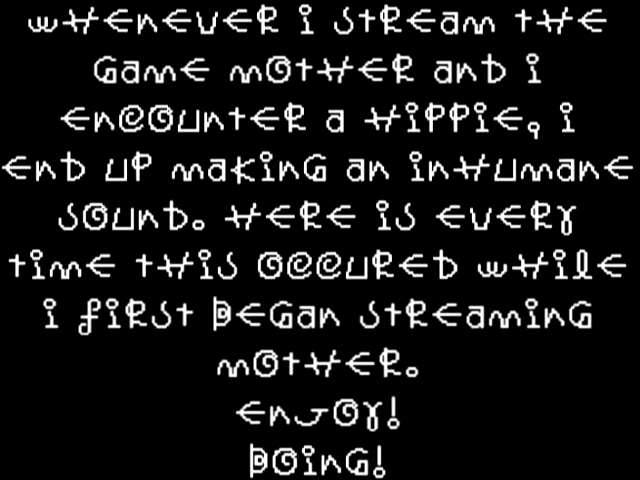 WHENEVER I STREAM THE
GAME MOTHER AND I
ENCOUNTER A HIPPIE, I
END UP MAKING AN INHUMANE
SOUND. HERE IS EVERY
TIME THIS OCCURED WHILE
I FIRST BEGAN STREAMING
MOTHER.
ENJOY!
BOING!